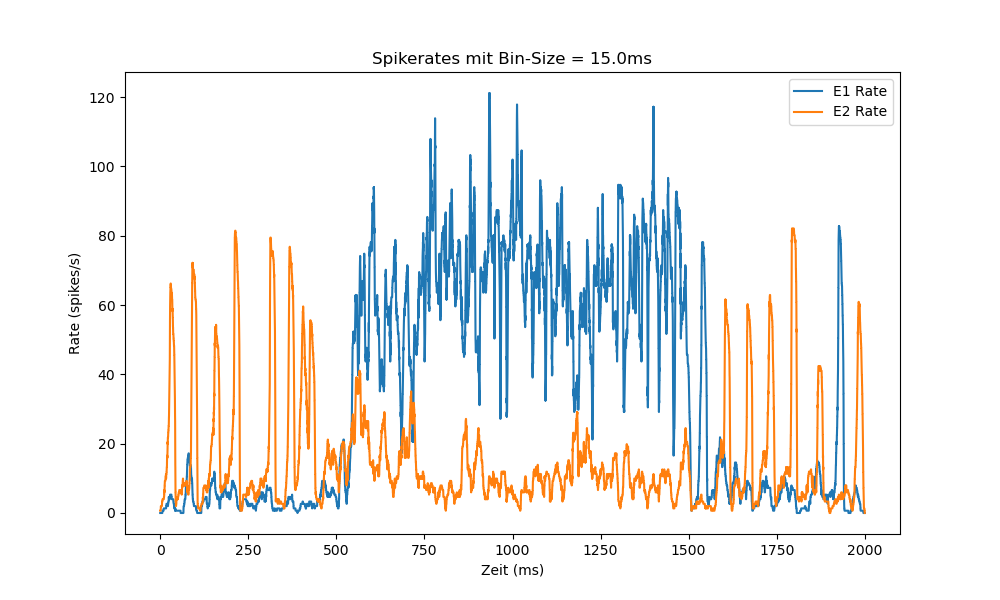 Spikerates mit Bin-Size = 15.0ms
E1 Rate
E2 Rate
Rate (spikes/s)
120
100
80
60
40
20
0
0 250 500 750 1000 1250 1500 1750 2000
Zeit (ms)